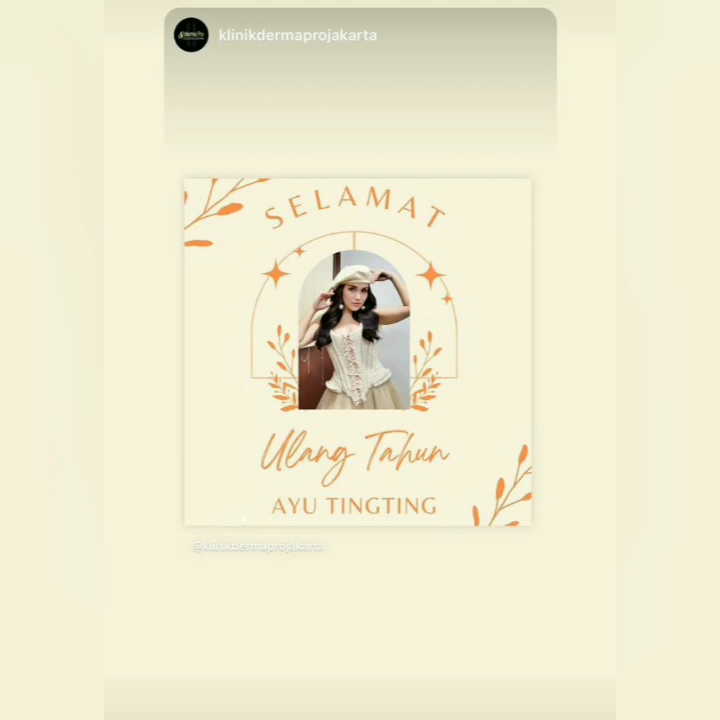 klinikdermaprojakarta
SELAMAT
Ulang Tahun
AYU TINGTING
@klinikdermaprojakarta